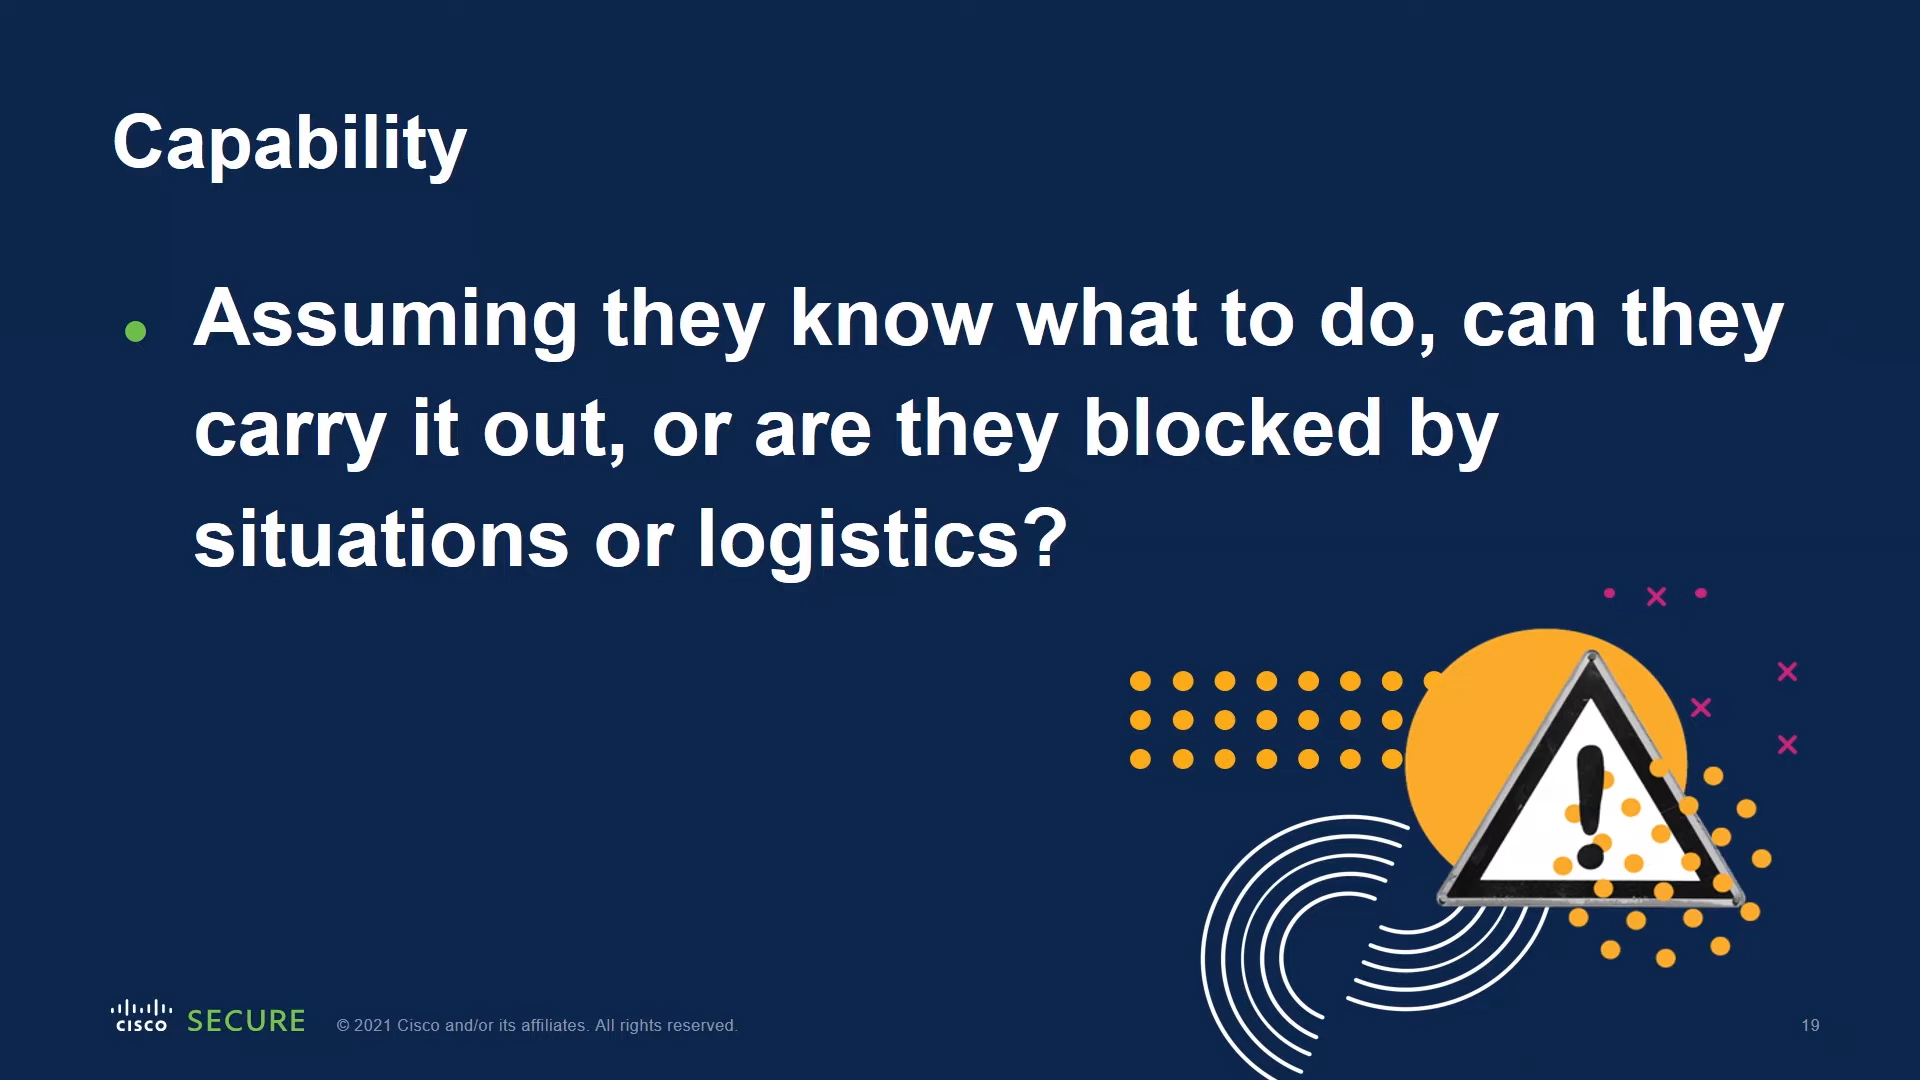 Capability
• Assuming they know what to do, can they
carry it out, or are they blocked by
situations or logistics?
CISCO SECURE © 2021 Cisco and/or its affiliates. All rights reserved. 19